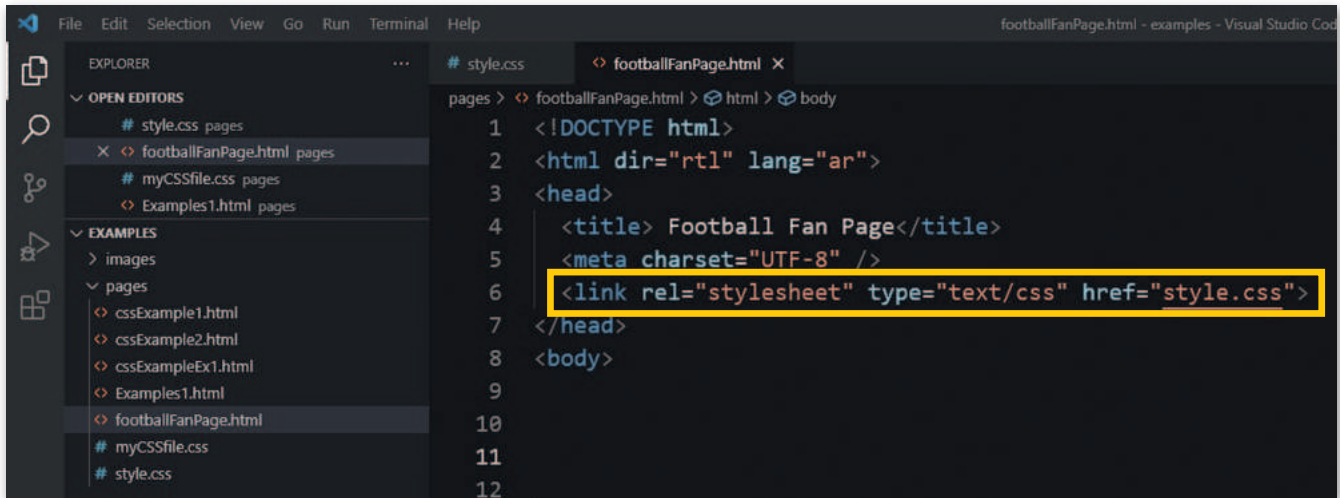 File Edit Selection View Go Run Terminal Help footballFanPage.html - examples - Visual Studio Cod
EXPLORER ...
OPEN EDITORS
# style.css pages
X <> footballFanPage.html pages
# myCSSfile.css pages
<> Examples1.html pages
EXAMPLES
> images
pages
<> cssExample1.html
<> cssExample2.html
<> cssExampleEx1.html
<> Examples1.html
<> footballFanPage.html
# myCSSfile.css
# style.css
# style.css <> footballFanPage.html X
pages > <> footballFanPage.html > html > body
1 <!DOCTYPE html>
2 <html dir="rtl" lang="ar">
3 <head>
4 <title> Football Fan Page</title>
5 <meta charset="UTF-8" />
6 <link rel="stylesheet" type="text/css" href="style.css">
7 </head>
8 <body>
9
10
11
12